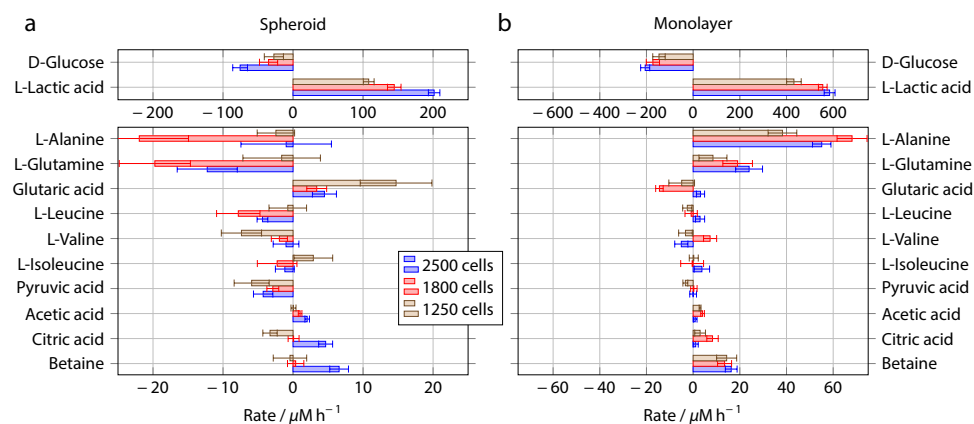 a
Spheroid
b
Monolayer
D-Glucose
L-Lactic acid
−200 −100 0 100 200
D-Glucose
L-Lactic acid
−600 −400 −200 0 200 400 600
L-Alanine
L-Glutamine
Glutaric acid
L-Leucine
L-Valine
L-Isoleucine
Pyruvic acid
Acetic acid
Citric acid
Betaine
2500 cells
1800 cells
1250 cells
−20 −10 0 10 20
Rate / μM h⁻¹
L-Alanine
L-Glutamine
Glutaric acid
L-Leucine
L-Valine
L-Isoleucine
Pyruvic acid
Acetic acid
Citric acid
Betaine
−60 −40 −20 0 20 40 60
Rate / μM h⁻¹